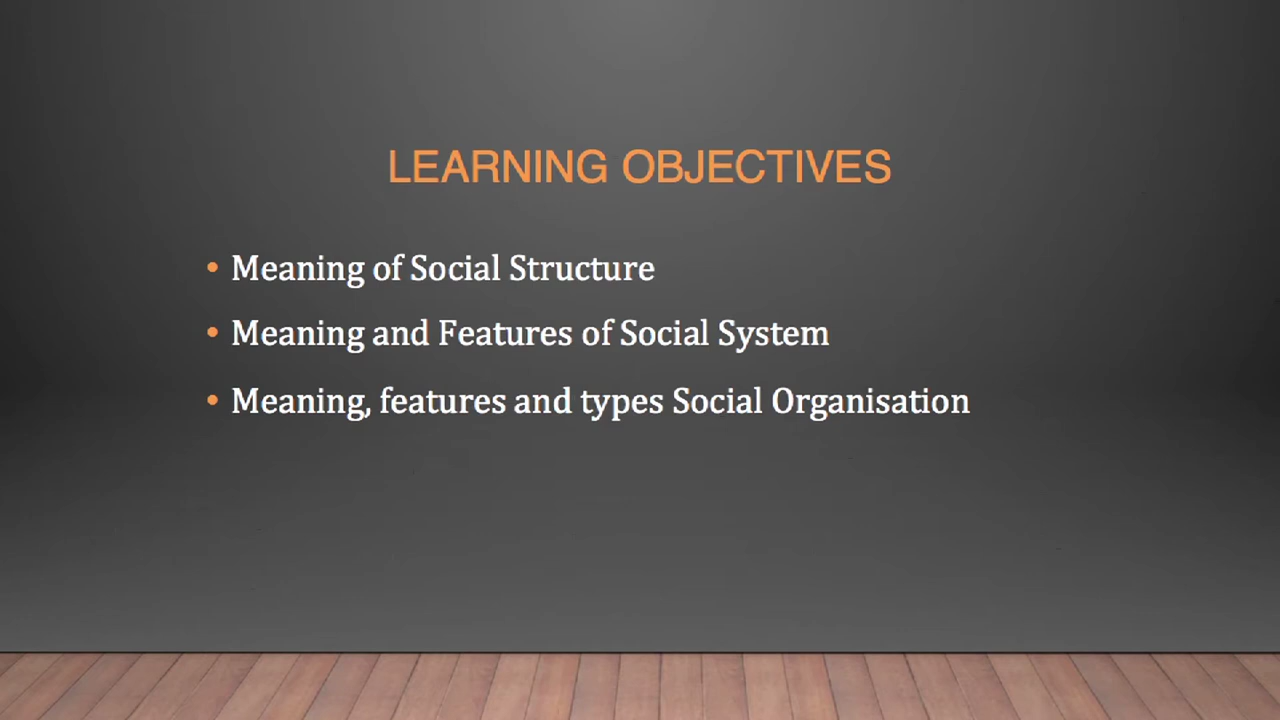 LEARNING OBJECTIVES
• Meaning of Social Structure
• Meaning and Features of Social System
• Meaning, features and types Social Organisation